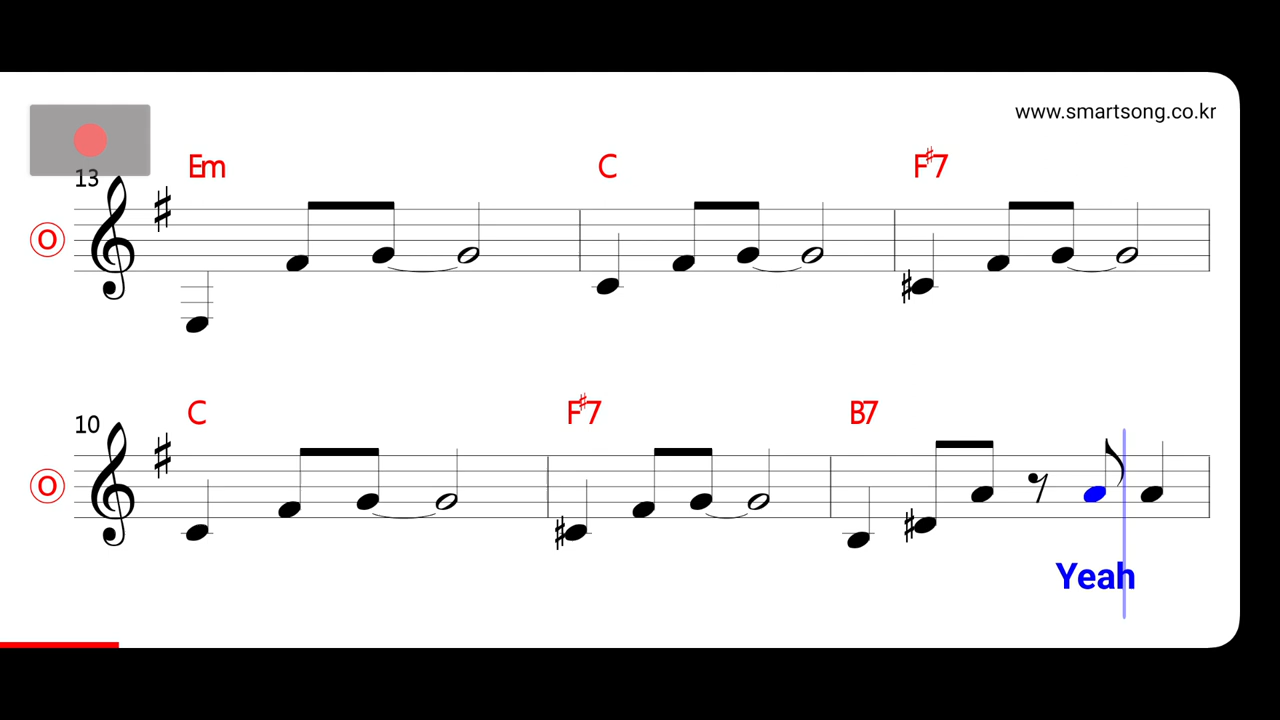 www.smartsong.co.kr
13
Em C F♯7
O
10
C F♯7 B7
O
Yeah